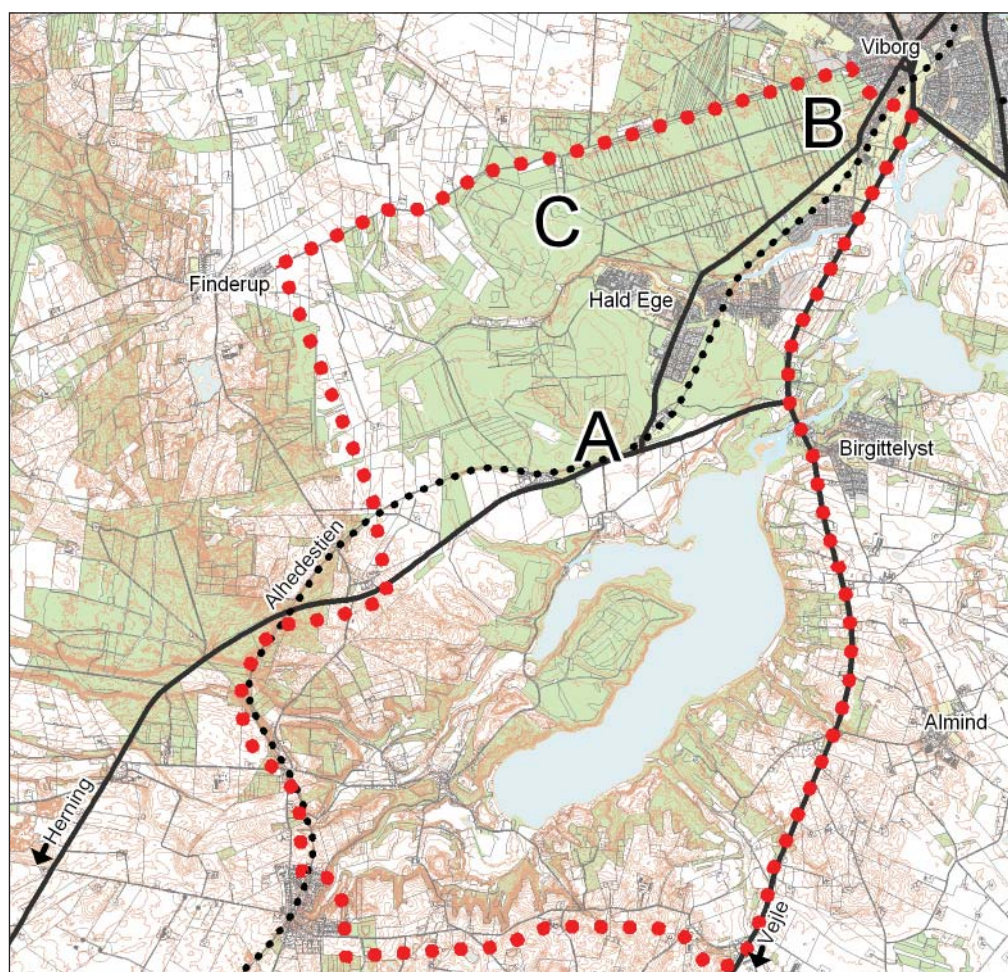 Viborg
B
C
Finderup
Hald Ege
A
Birgittelyst
Alhedestien
Almind
Herning
Vejle